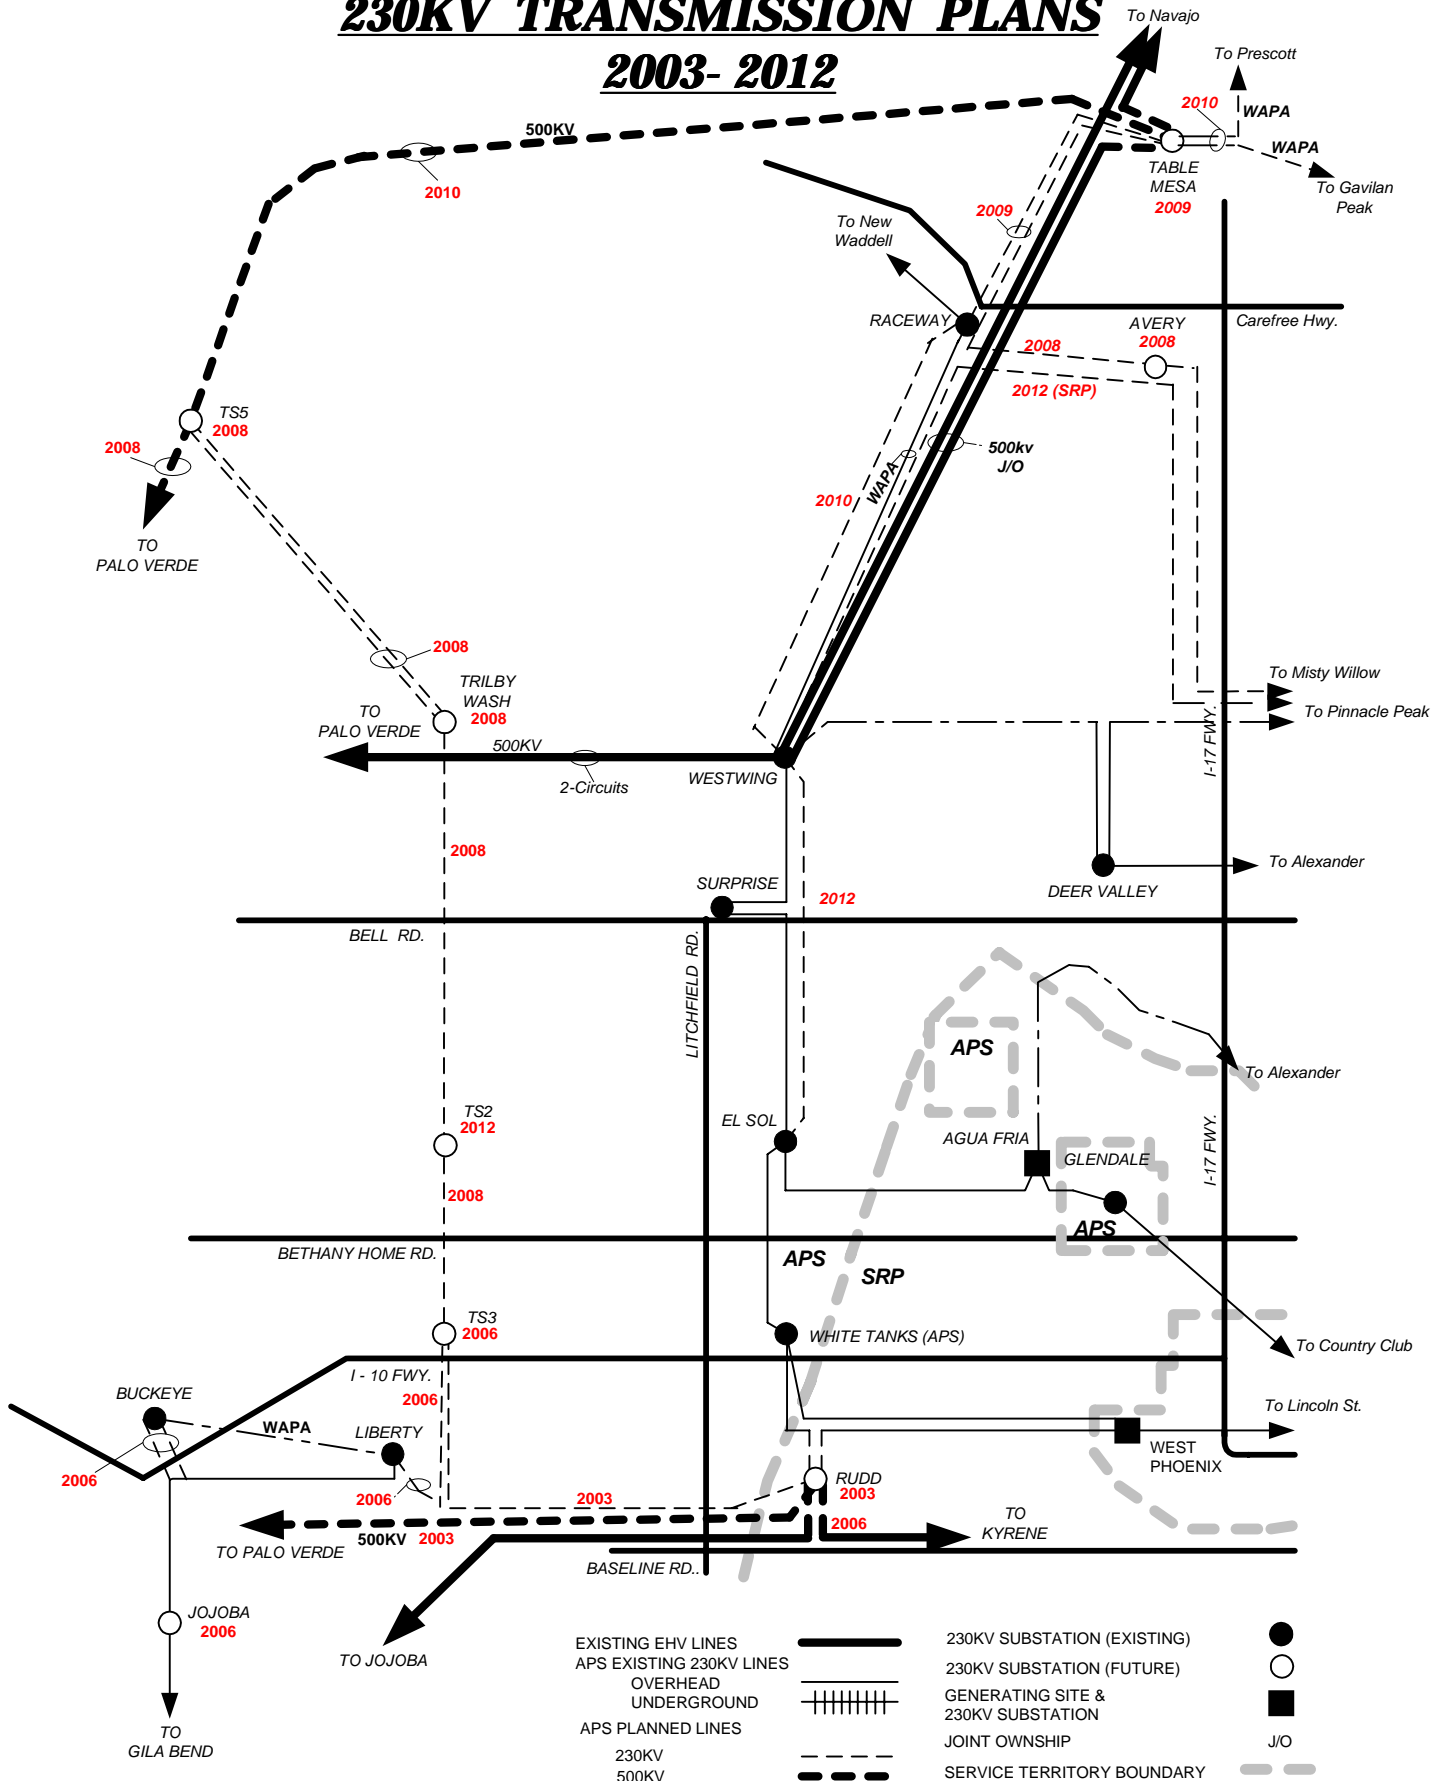 230KV TRANSMISSION PLANS
2003- 2012
To Navajo
To Prescott
2010
WAPA
500KV
WAPA
2010
TABLE
MESA
2009
To Gavilan
Peak
2009
To New
Waddell
RACEWAY
AVERY
2008
Carefree Hwy.
2008
2012 (SRP)
TS5
2008
2008
500kv
J/O
WAPA
2010
TO
PALO VERDE
2008
TRILBY
WASH
2008
To Misty Willow
To Pinnacle Peak
TO
PALO VERDE
500KV
I-17 FWY.
WESTWING
2-Circuits
2008
To Alexander
DEER VALLEY
SURPRISE
2012
BELL RD.
LITCHFIELD RD.
APS
To Alexander
TS2
2012
EL SOL
AGUA FRIA
GLENDALE
I-17 FWY.
2008
APS
BETHANY HOME RD.
APS
SRP
TS3
2006
WHITE TANKS (APS)
To Country Club
I - 10 FWY.
BUCKEYE
2006
To Lincoln St.
WAPA
LIBERTY
WEST
PHOENIX
2006
2006
2003
RUDD
2003
2006
TO
KYRENE
500KV
2003
TO PALO VERDE
BASELINE RD..
JOJOBA
2006
TO JOJOBA
TO
GILA BEND
EXISTING EHV LINES
APS EXISTING 230KV LINES
OVERHEAD
UNDERGROUND
APS PLANNED LINES
230KV
500KV
230KV SUBSTATION (EXISTING)
230KV SUBSTATION (FUTURE)
GENERATING SITE &
230KV SUBSTATION
JOINT OWNSHIP
J/O
SERVICE TERRITORY BOUNDARY